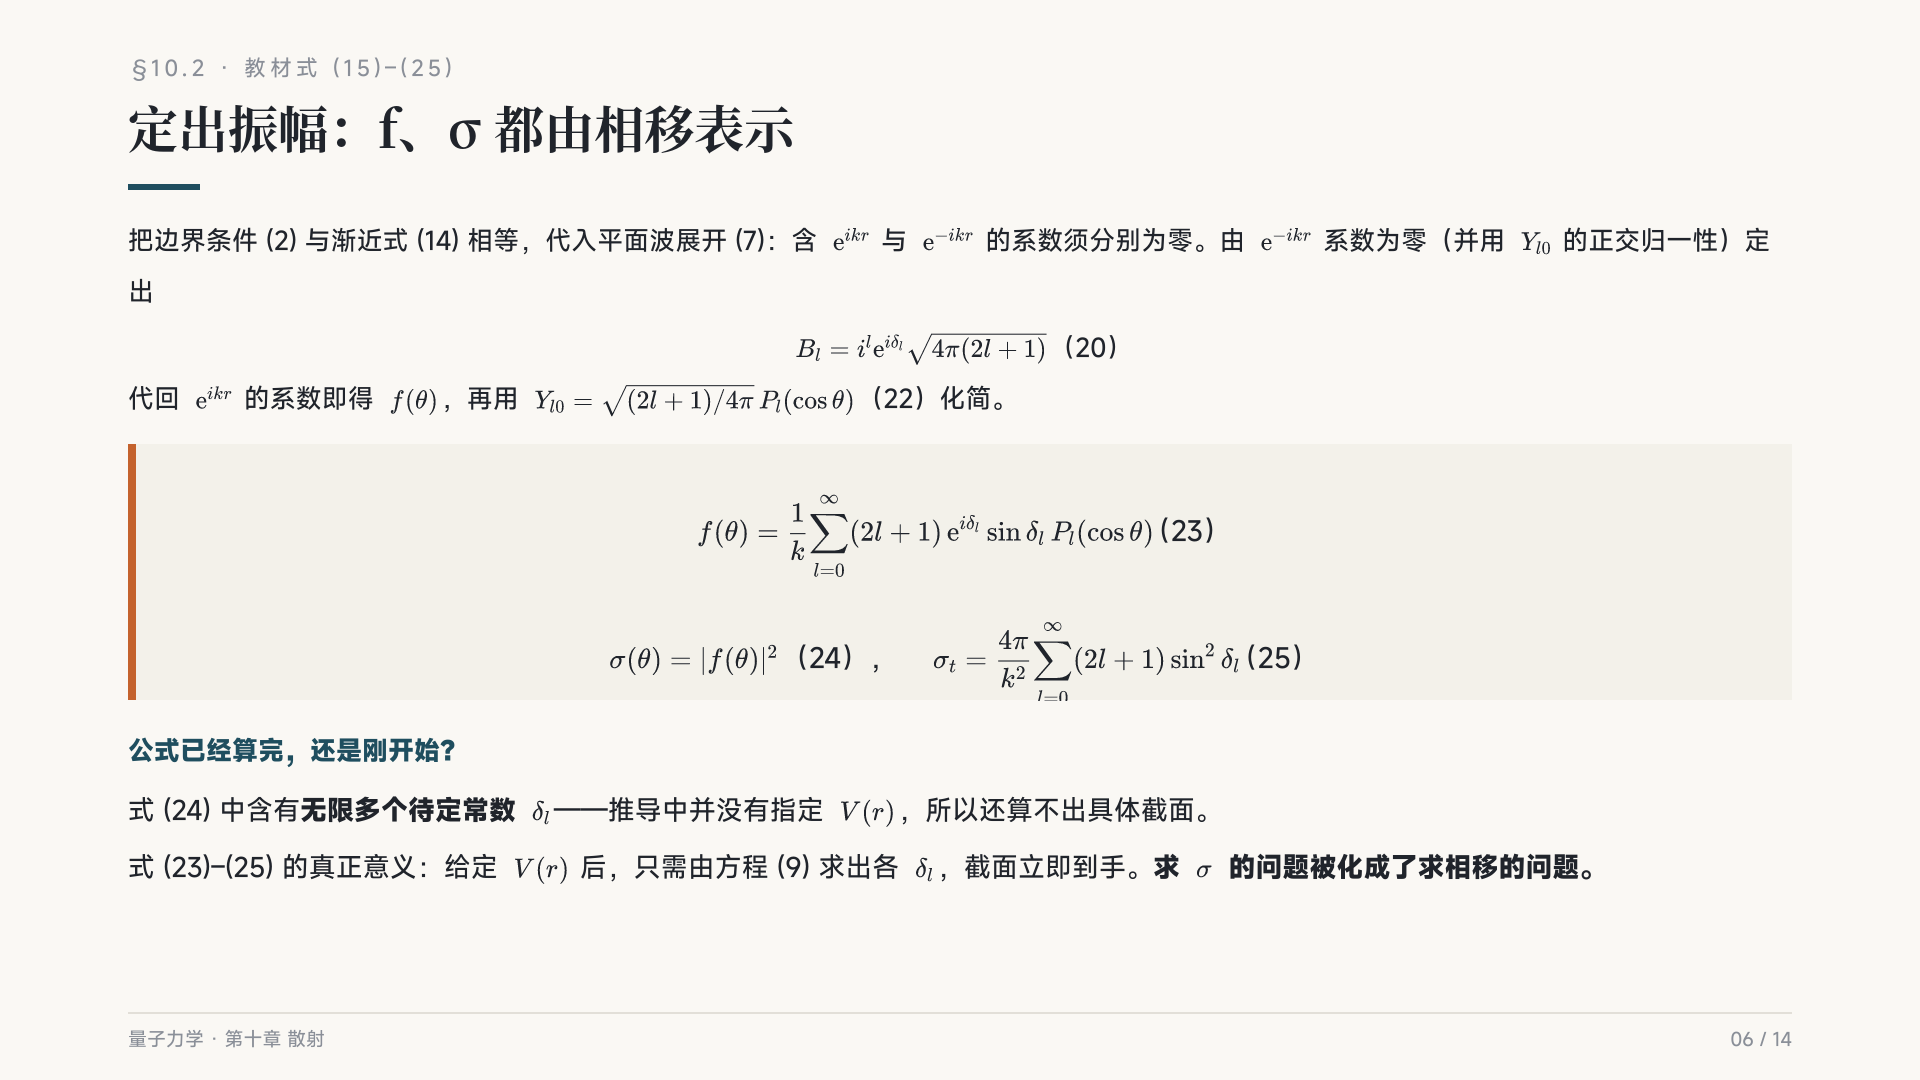 §10.2 · 教材式 (15)–(25)
定出振幅：f、σ 都由相移表示
把边界条件 (2) 与渐近式 (14) 相等，代入平面波展开 (7)：含 e^{ikr} 与 e^{-ikr} 的系数须分别为零。由 e^{-ikr} 系数为零（并用 Y_{l0} 的正交归一性）定
出
B_l = i^l e^{iδ_l} √(4π(2l + 1)) （20）
代回 e^{ikr} 的系数即得 f(θ)，再用 Y_{l0} = √((2l + 1)/4π) P_l(cos θ) （22）化简。
f(θ) = \frac{1}{k} ∑_{l=0}^{∞} (2l + 1) e^{iδ_l} sin δ_l P_l(cos θ) (23)
σ(θ) = |f(θ)|² （24），  σ_t = \frac{4π}{k²} ∑_{l=0}^{∞} (2l + 1) sin² δ_l (25)
公式已经算完，还是刚开始？
式 (24) 中含有无限多个待定常数 δ_l——推导中并没有指定 V(r)，所以还算不出具体截面。
式 (23)–(25) 的真正意义：给定 V(r) 后，只需由方程 (9) 求出各 δ_l，截面立即到手。求 σ 的问题被化成了求相移的问题。
量子力学 · 第十章 散射
06 / 14